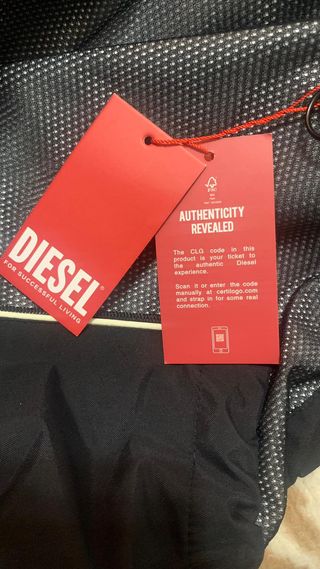 DIESEL®
FOR SUCCESSFUL LIVING
FSC
AUTHENTICITY
REVEALED
The CLG code in this
product is your ticket to
the authentic Diesel
experience.
Scan it or enter the code
manually at certilogo.com
and strap in for some real
connection.